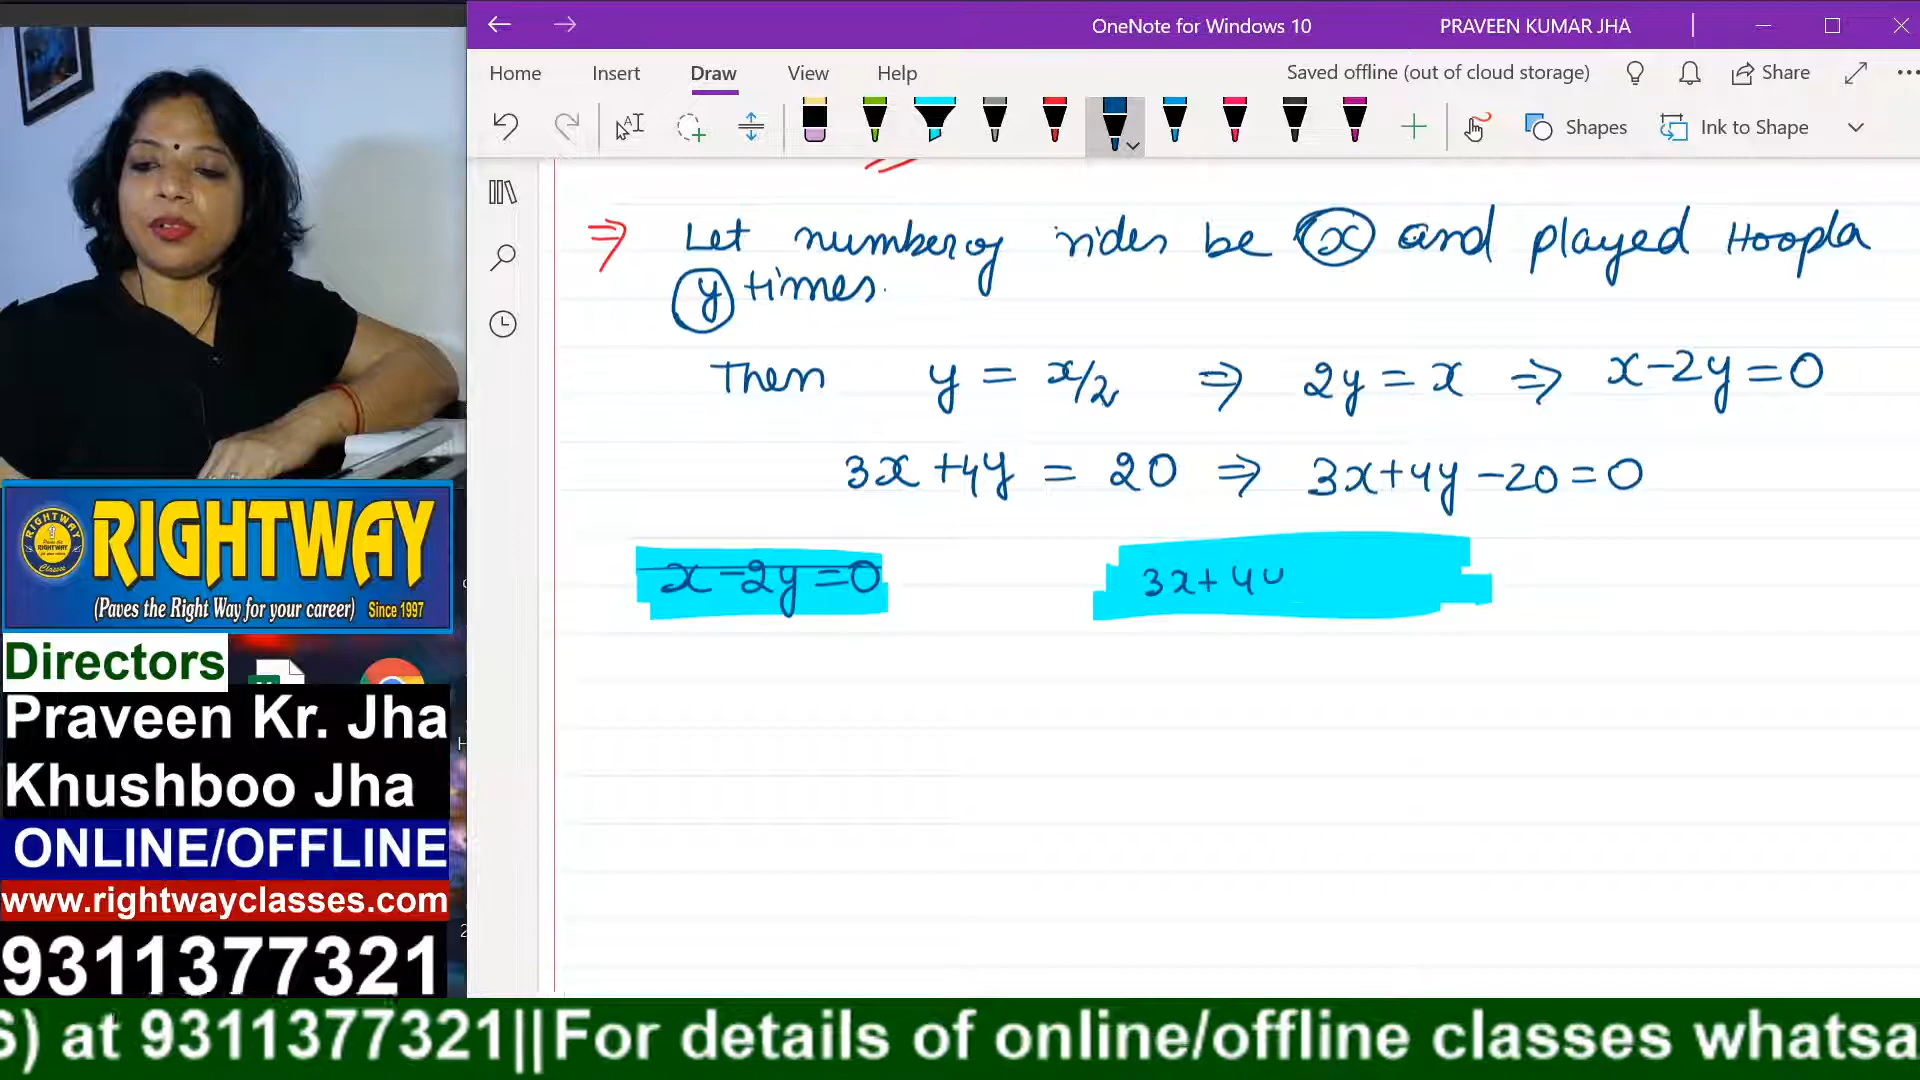 OneNote for Windows 10
PRAVEEN KUMAR JHA
Home Insert Draw View Help
Saved offline (out of cloud storage)
Share
Shapes
Ink to Shape
⇒ Let number of rides be x and played Hoopla
y times.
Then y = x/2 ⇒ 2y = x ⇒ x-2y=0
3x+4y = 20 ⇒ 3x+4y-20=0
x-2y=0
3x+4
RIGHTWAY
(Paves the Right Way for your career) Since 1997
Directors
Praveen Kr. Jha
Khushboo Jha
ONLINE/OFFLINE
www.rightwayclasses.com
9311377321
S) at 9311377321||For details of online/offline classes whatsa